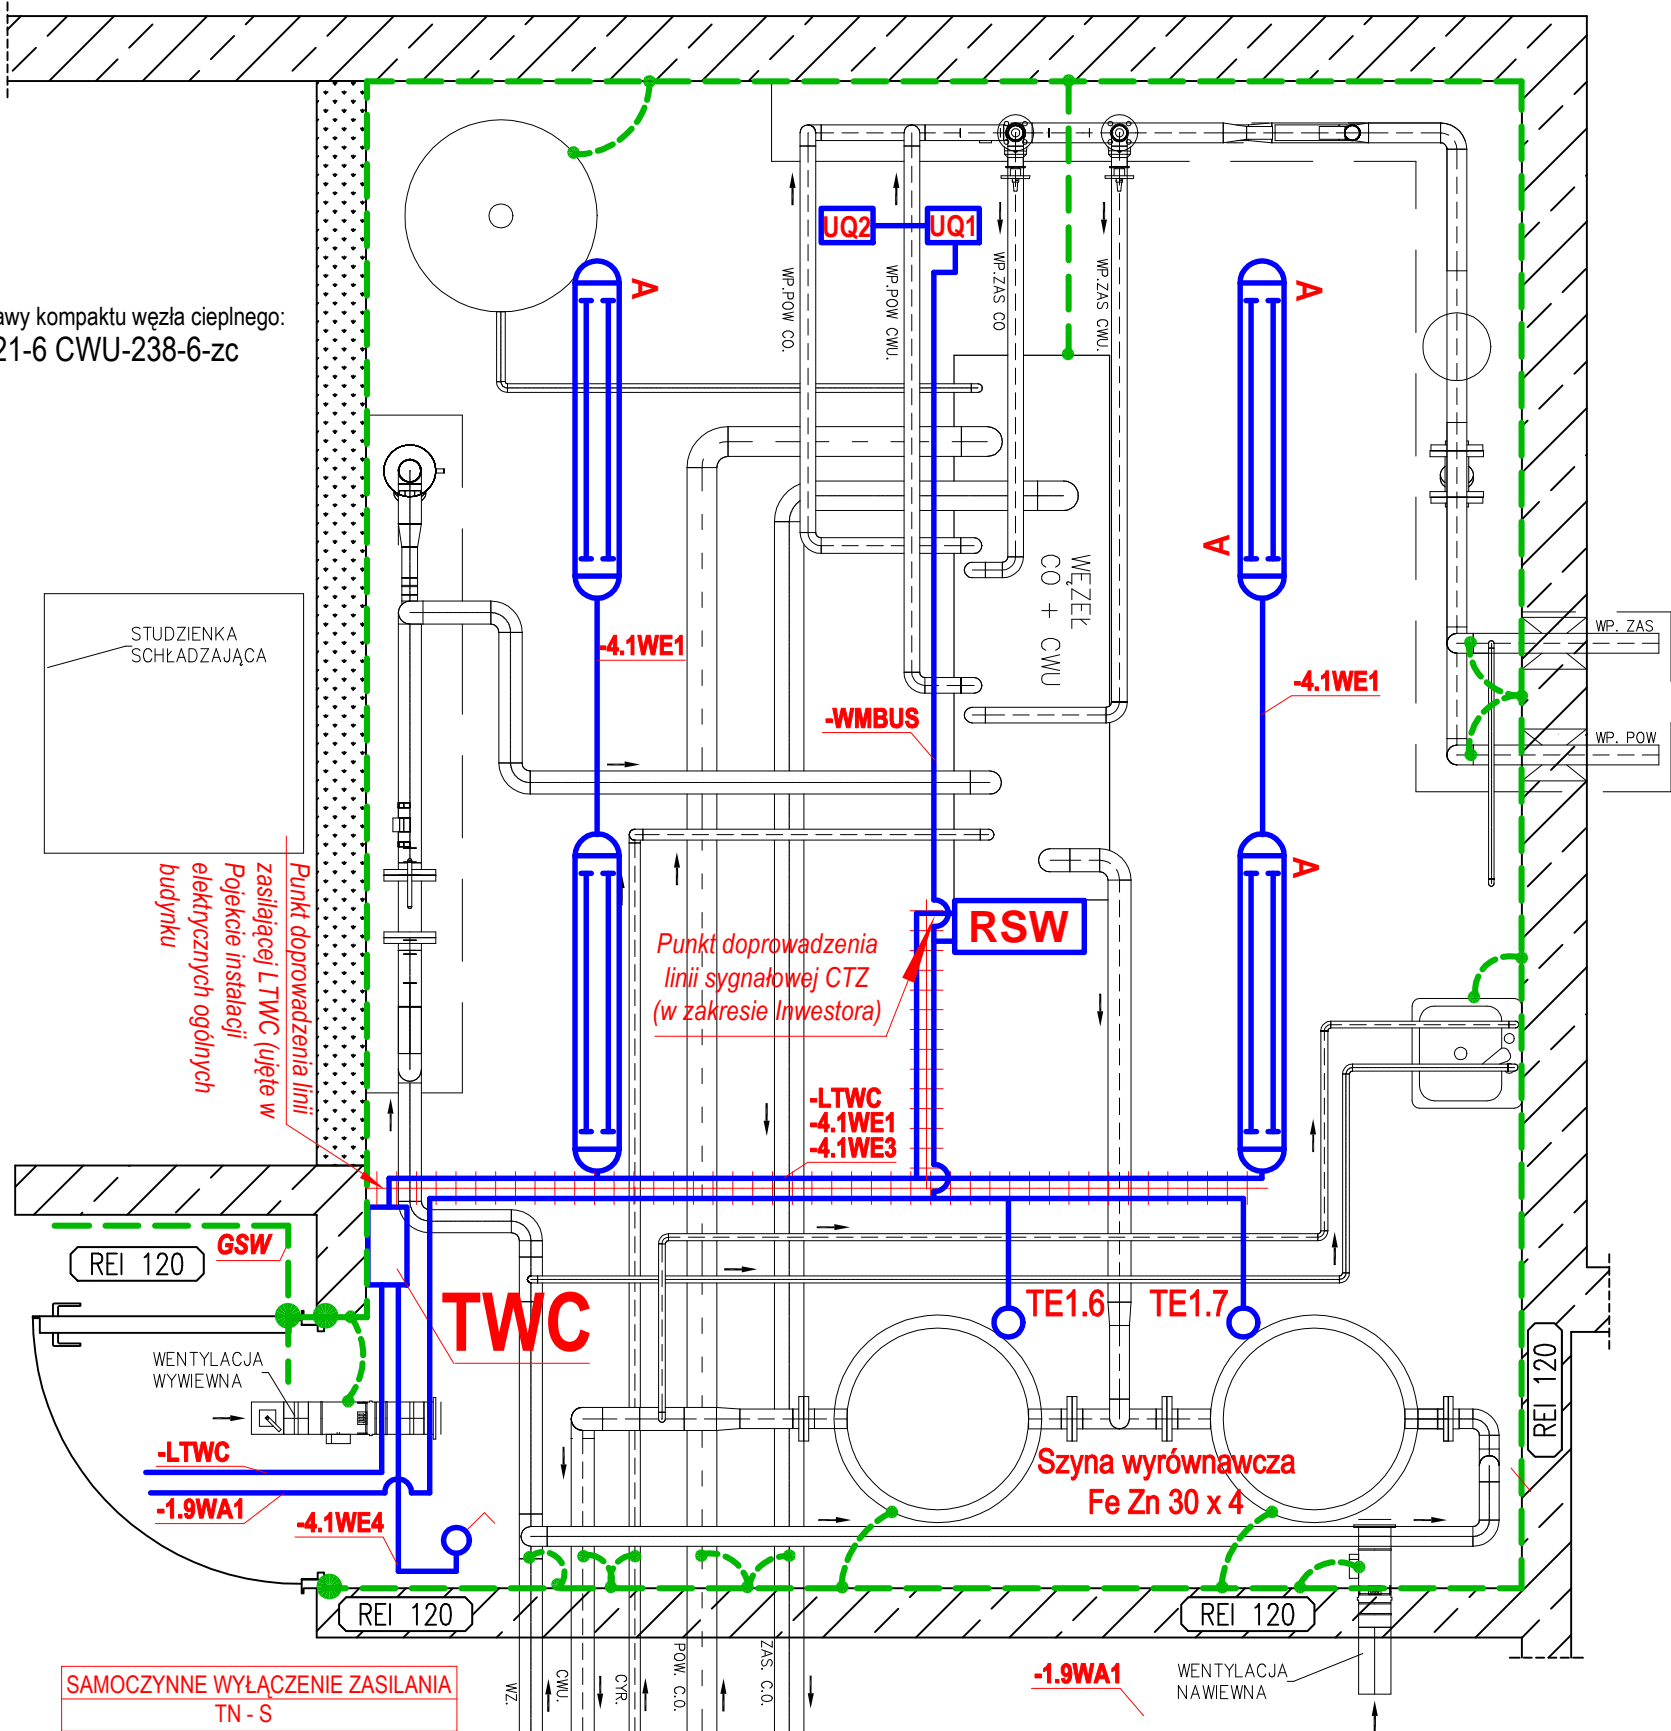 WP.POW CO.
WP.POW CWU.
WP.ZAS CO
WP.ZAS CWU.
UQ2
UQ1
A
A
awy kompaktu węzła cieplnego:
21-6 CWU-238-6-zc
A
WĘZEŁ
CO + CWU
STUDZIENKA
SCHŁADZAJĄCA
-4.1WE1
-4.1WE1
WP. ZAS
WP. POW
-WMBUS
A
Punkt doprowadzenia linii
zasilającej L TWC (ujęte w
Pojekcie instalacji
elektrycznych ogólnych
budynku
RSW
Punkt doprowadzenia
linii sygnałowej CTZ
(w zakresie Inwestora)
-LTWC
-4.1WE1
-4.1WE3
GSW
REI 120
TWC
TE1.6
TE1.7
WENTYLACJA
WYWIEWNA
REI 120
-LTWC
-1.9WA1
-4.1WE4
Szyna wyrównawcza
Fe Zn 30 x 4
REI 120
REI 120
WZ.
CWU.
CYR.
POW. C.O.
ZAS. C.O.
-1.9WA1
WENTYLACJA
NAWIEWNA
SAMOCZYNNE WYŁĄCZENIE ZASILANIA
TN - S